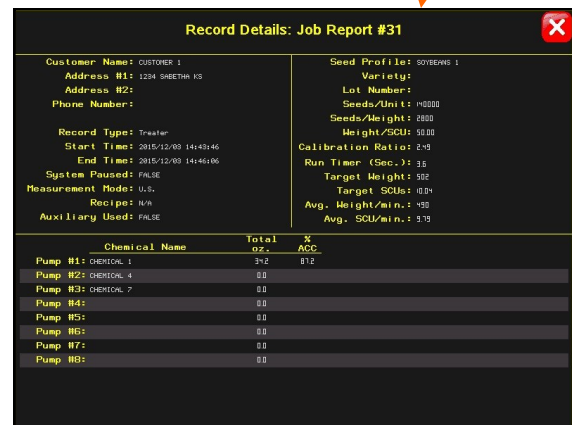 Record Details: Job Report #31
Customer Name: CUSTOMER 1
Address #1: 1234 SABETHA KS
Address #2:
Phone Number:
Record Type: Treater
Start Time: 2015/12/03 14:43:46
End Time: 2015/12/03 14:46:06
System Paused: FALSE
Measurement Mode: U.S.
Recipe: N/A
Auxiliary Used: FALSE
Seed Profile: SOYBEANS 1
Variety:
Lot Number:
Seeds/Unit: 140000
Seeds/Weight: 2800
Weight/SCU: 50.00
Calibration Ratio: 2.49
Run Timer (Sec.): 3.6
Target Weight: 502
Target SCUs: 10.04
Avg. Weight/min.: 490
Avg. SCU/min.: 9.79
Chemical Name Total oz. % ACC
Pump #1: CHEMICAL 1 34.2 87.2
Pump #2: CHEMICAL 4 0.0
Pump #3: CHEMICAL 7 0.0
Pump #4: 0.0
Pump #5: 0.0
Pump #6: 0.0
Pump #7: 0.0
Pump #8: 0.0